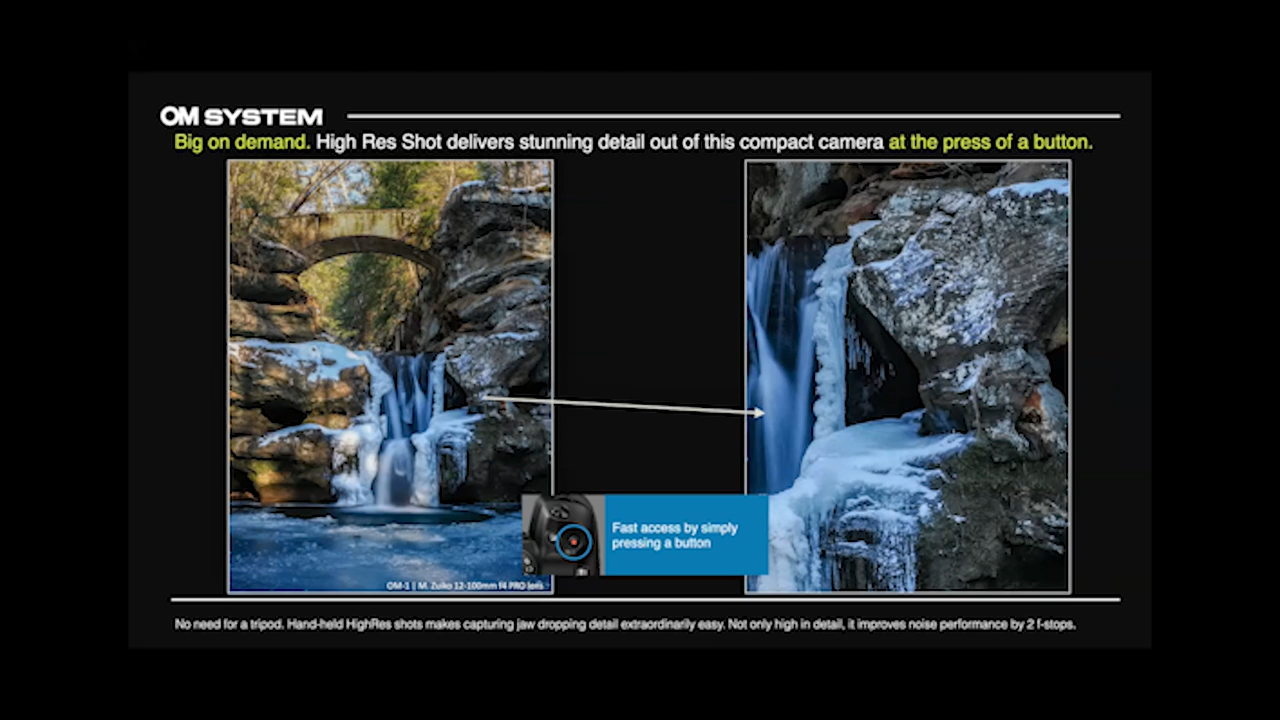 OM SYSTEM
Big on demand. High Res Shot delivers stunning detail out of this compact camera at the press of a button.
Fast access by simply
pressing a button
OM-1 | M. Zuiko 12-100mm f4 PRO lens
No need for a tripod. Hand-held HighRes shots makes capturing jaw dropping detail extraordinarily easy. Not only high in detail, it improves noise performance by 2 f-stops.